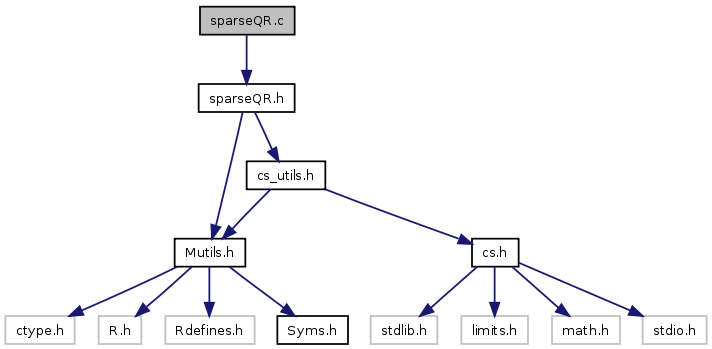 sparseQR.c
sparseQR.h
cs_utils.h
Mutils.h
cs.h
ctype.h
R.h
Rdefines.h
Syms.h
stdlib.h
limits.h
math.h
stdio.h